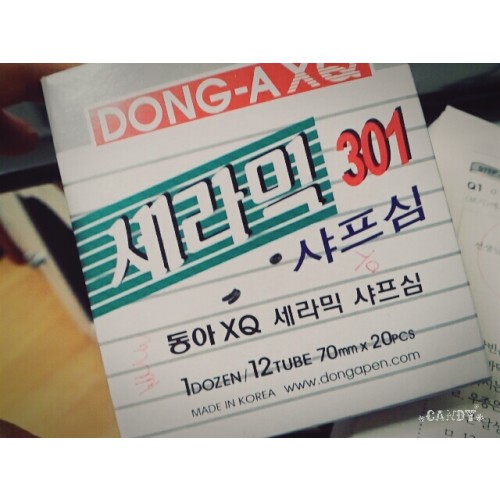 DONG-A XQ
세라믹 301
샤프심
동아 XQ 세라믹 샤프심
1DOZEN/12TUBE 70mm x 20PCS
MADE IN KOREA www.dongapen.com
Q1
CANDY